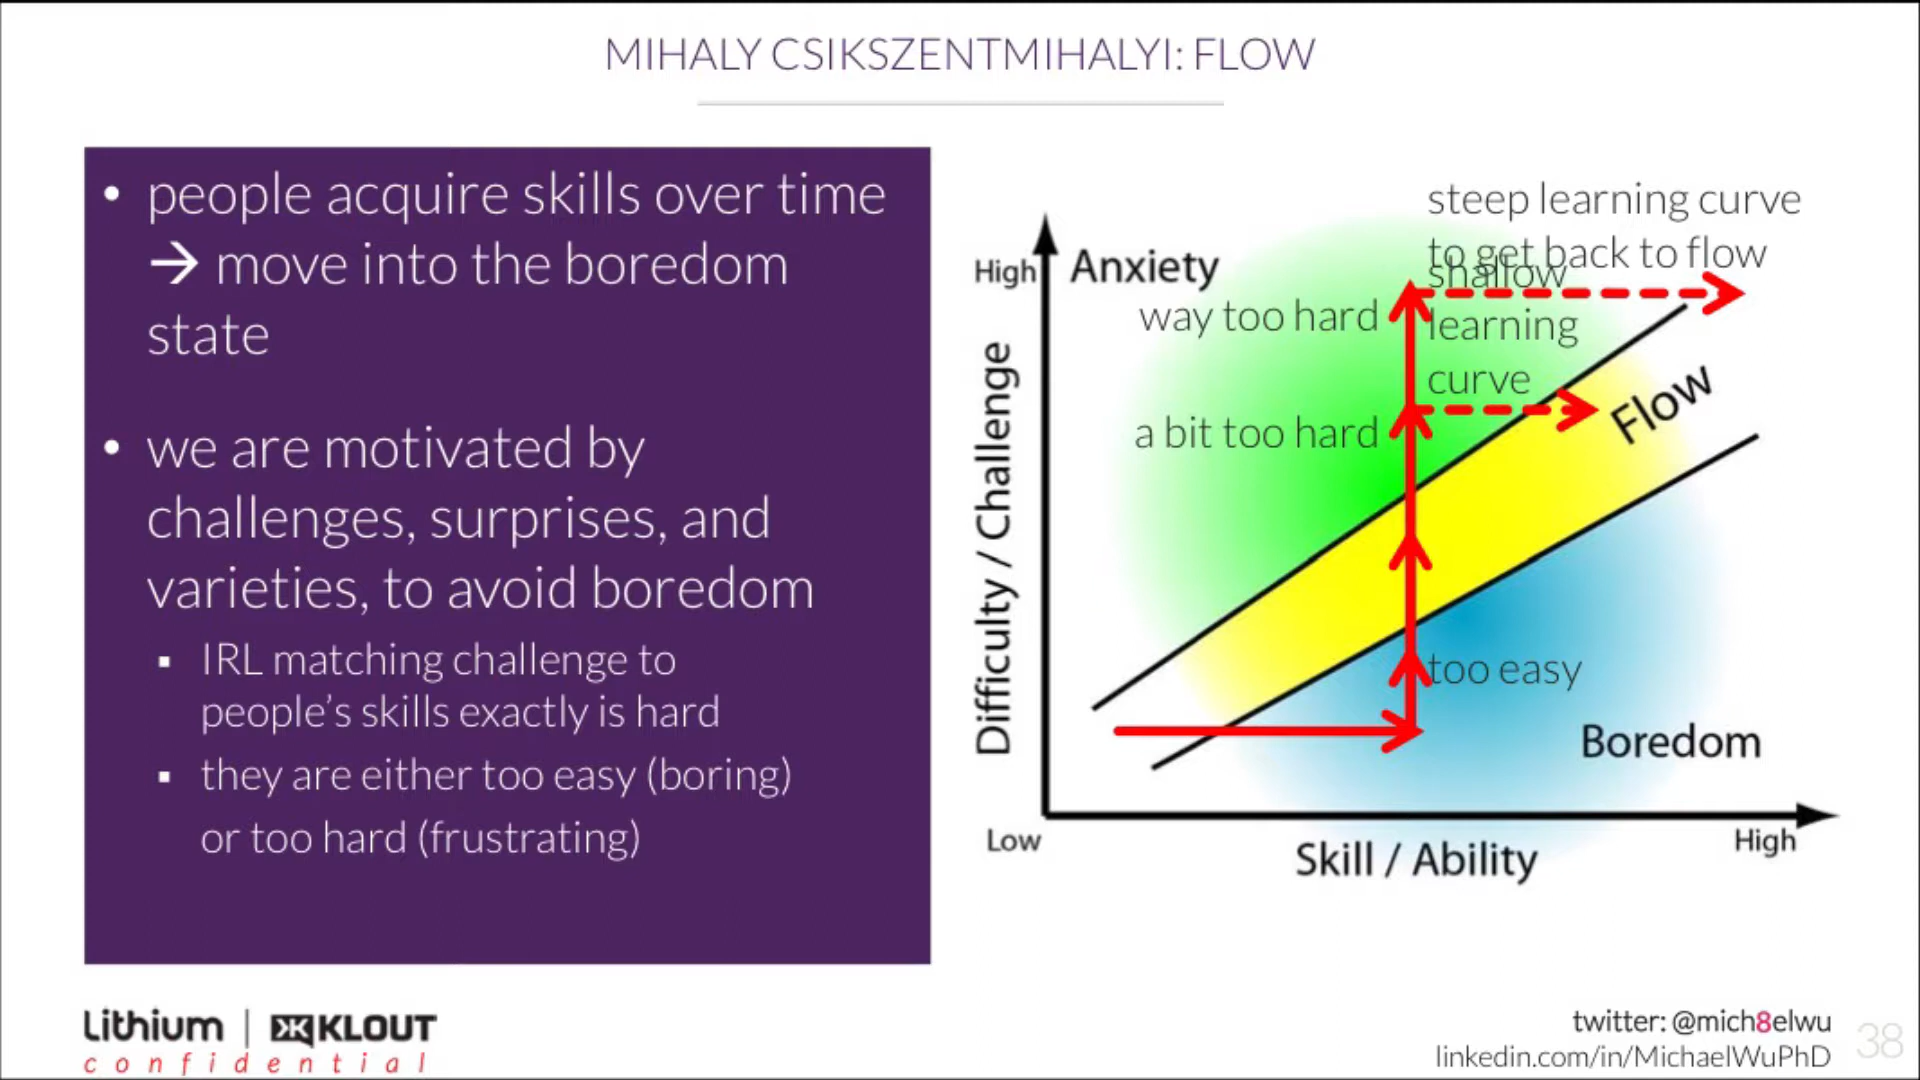 MIHALY CSIKSZENTMIHALYI: FLOW
• people acquire skills over time
→ move into the boredom
state
• we are motivated by
challenges, surprises, and
varieties, to avoid boredom
▪ IRL matching challenge to
people's skills exactly is hard
▪ they are either too easy (boring)
or too hard (frustrating)
steep learning curve
to get back to flow
shallow
learning
curve
High
Anxiety
way too hard
a bit too hard
Flow
too easy
Boredom
Difficulty / Challenge
Low
High
Skill / Ability
Lithium | KLOUT
confidential
twitter: @mich8elwu
linkedin.com/in/MichaelWuPhD
38